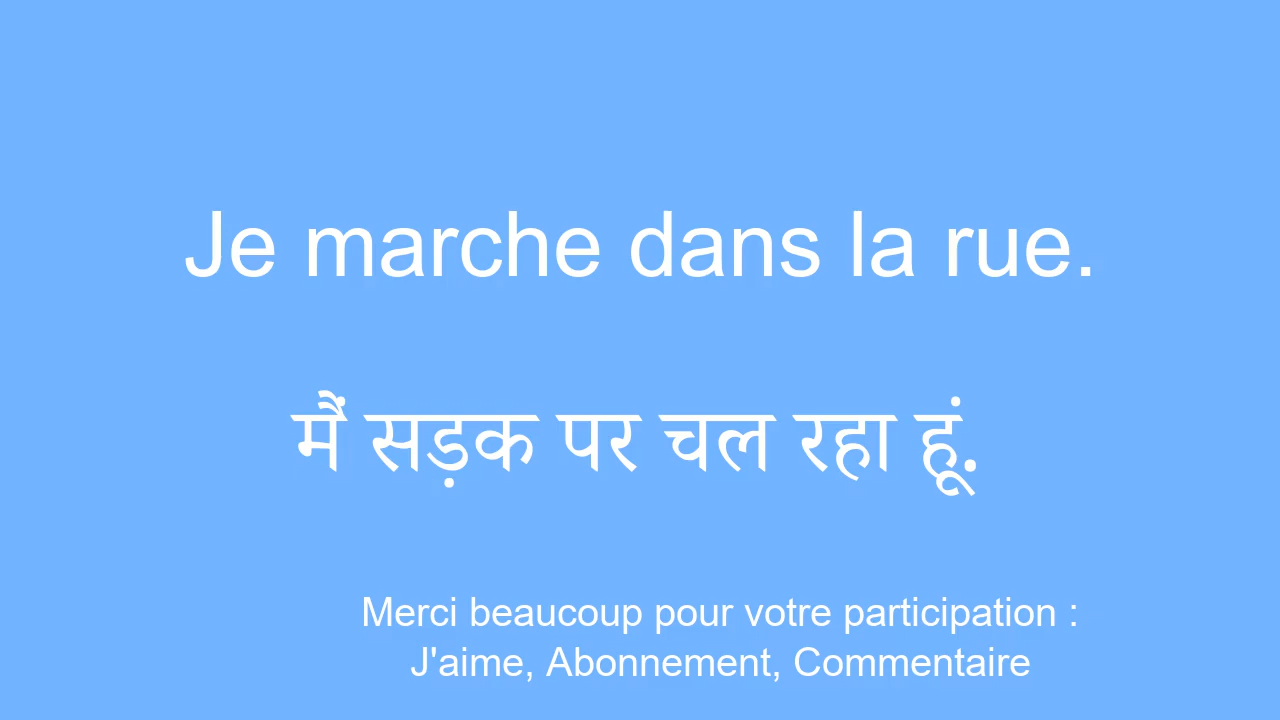 Je marche dans la rue.
मैं सड़क पर चल रहा हूं.
Merci beaucoup pour votre participation :
J'aime, Abonnement, Commentaire